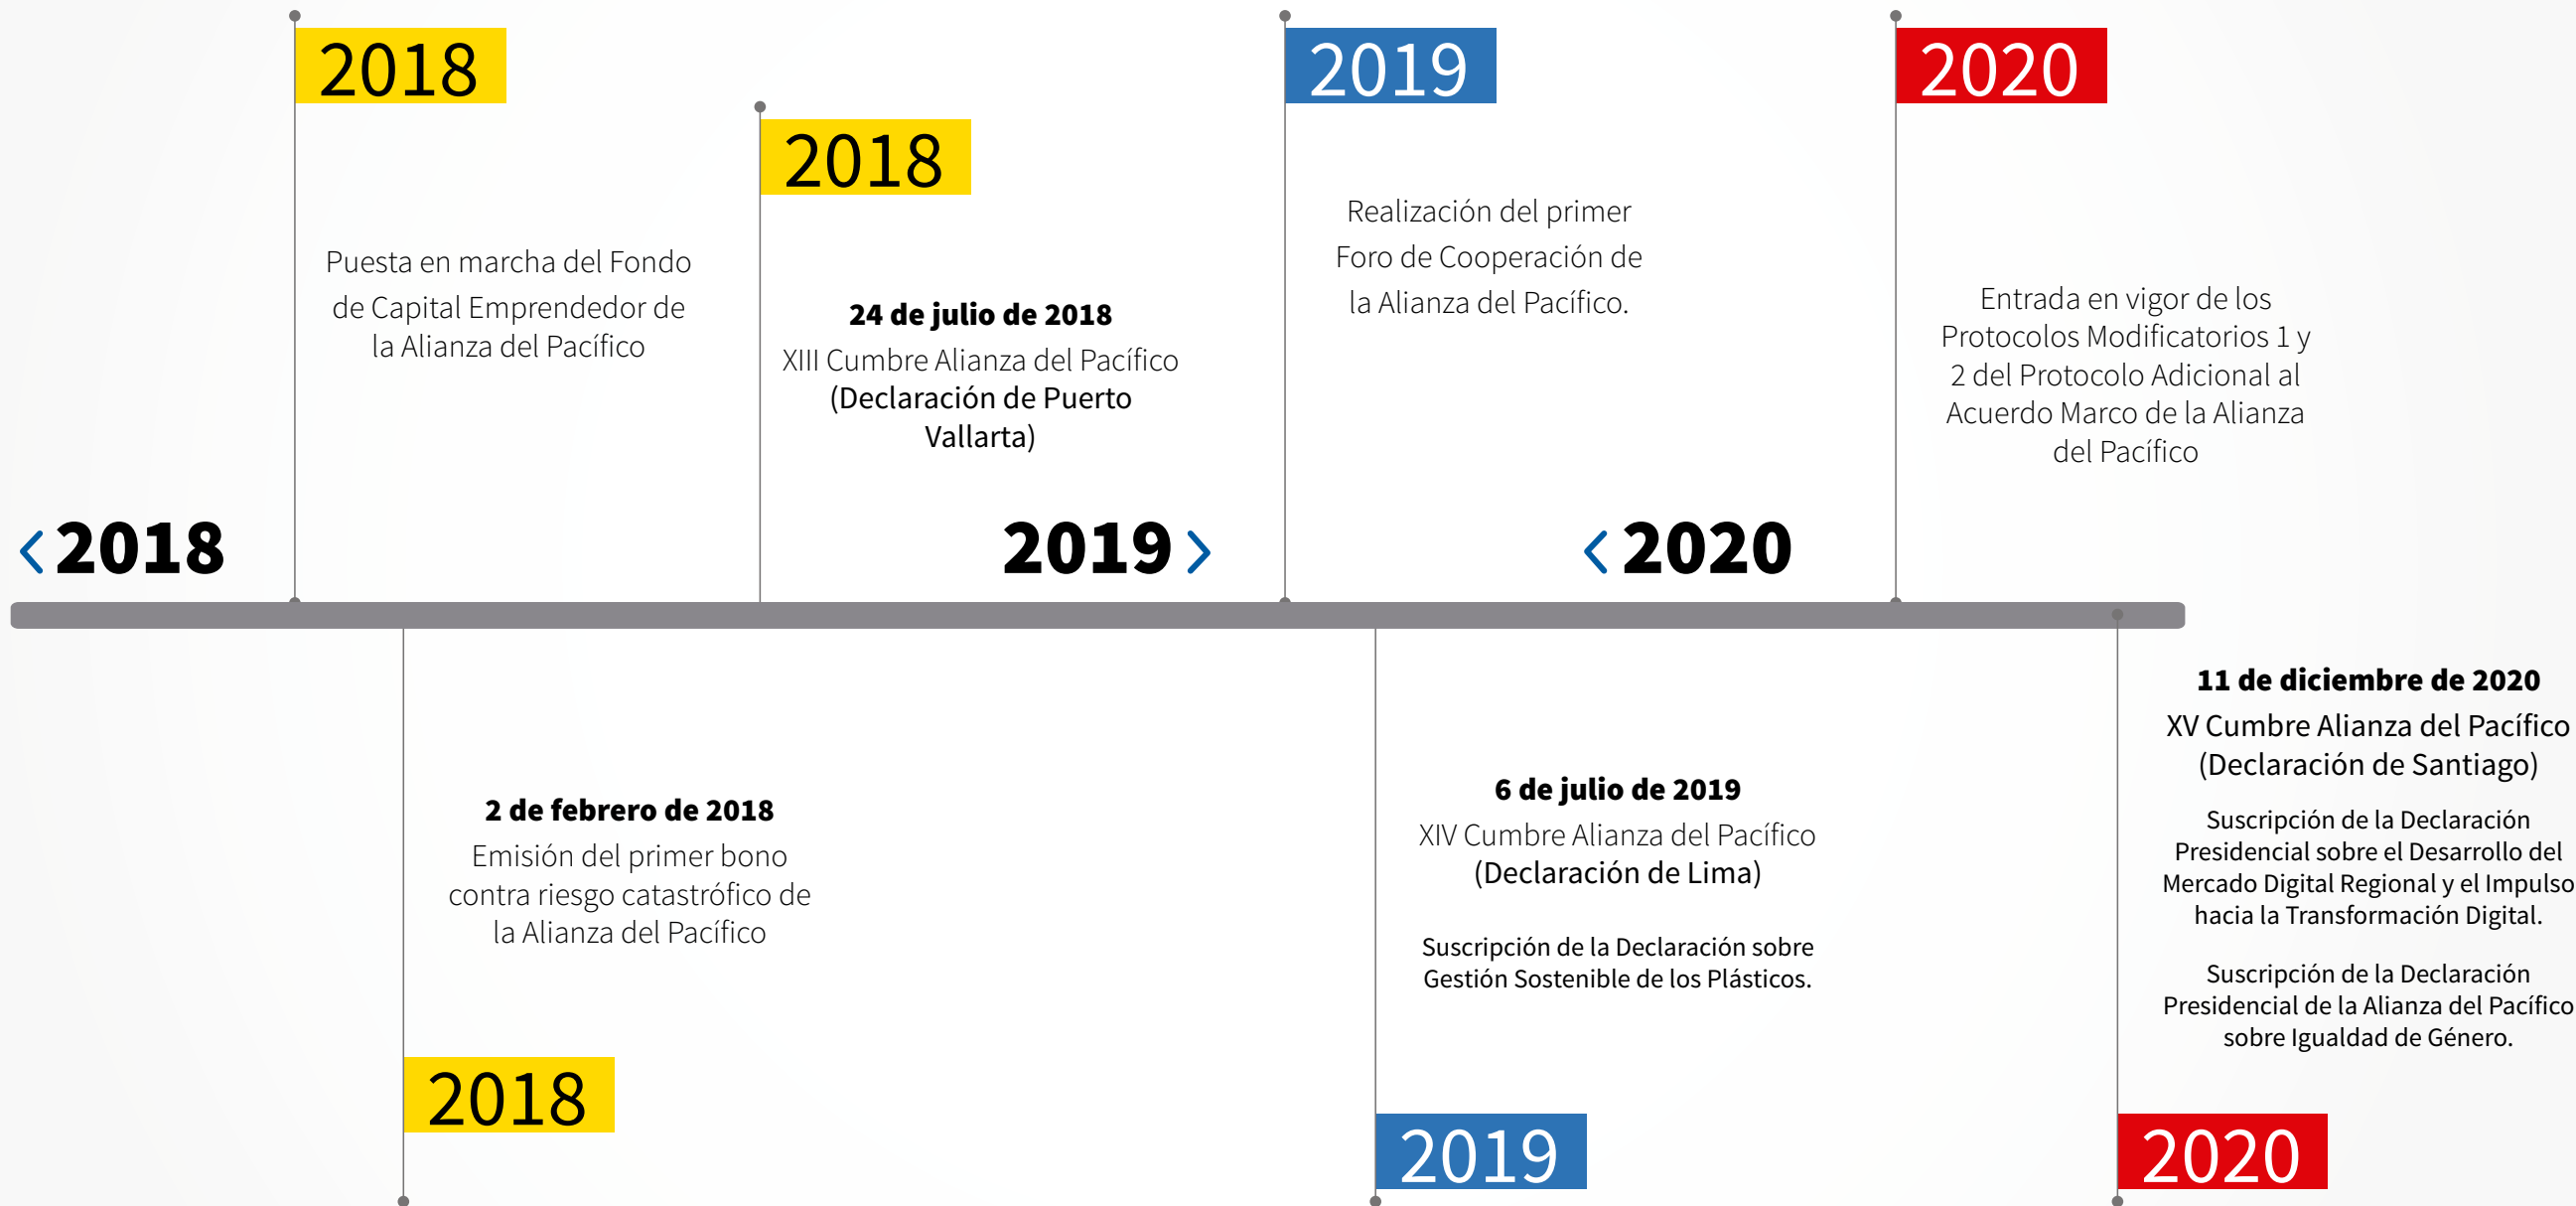 2018
Puesta en marcha del Fondo
de Capital Emprendedor de
la Alianza del Pacífico
2018
24 de julio de 2018
XIII Cumbre Alianza del Pacífico
(Declaración de Puerto
Vallarta)
2019
Realización del primer
Foro de Cooperación de
la Alianza del Pacífico.
2020
Entrada en vigor de los
Protocolos Modificatorios 1 y
2 del Protocolo Adicional al
Acuerdo Marco de la Alianza
del Pacífico
2018
2019
2020
2 de febrero de 2018
Emisión del primer bono
contra riesgo catastrófico de
la Alianza del Pacífico
2018
6 de julio de 2019
XIV Cumbre Alianza del Pacífico
(Declaración de Lima)
Suscripción de la Declaración sobre
Gestión Sostenible de los Plásticos.
2019
11 de diciembre de 2020
XV Cumbre Alianza del Pacífico
(Declaración de Santiago)
Suscripción de la Declaración
Presidencial sobre el Desarrollo del
Mercado Digital Regional y el Impulso
hacia la Transformación Digital.
Suscripción de la Declaración
Presidencial de la Alianza del Pacífico
sobre Igualdad de Género.
2020